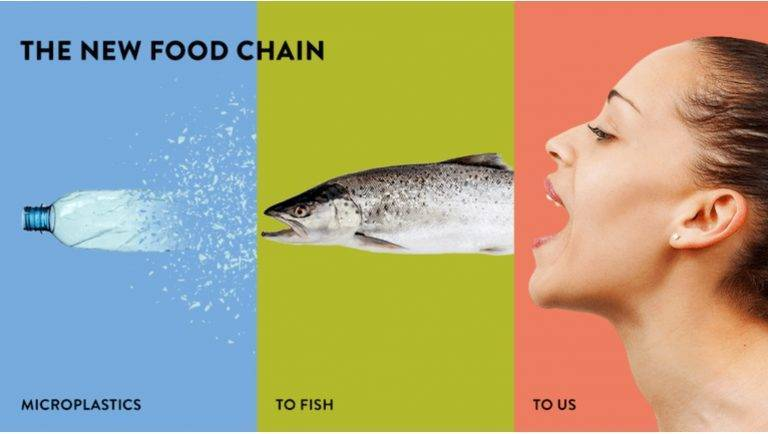 THE NEW FOOD CHAIN
MICROPLASTICS
TO FISH
TO US